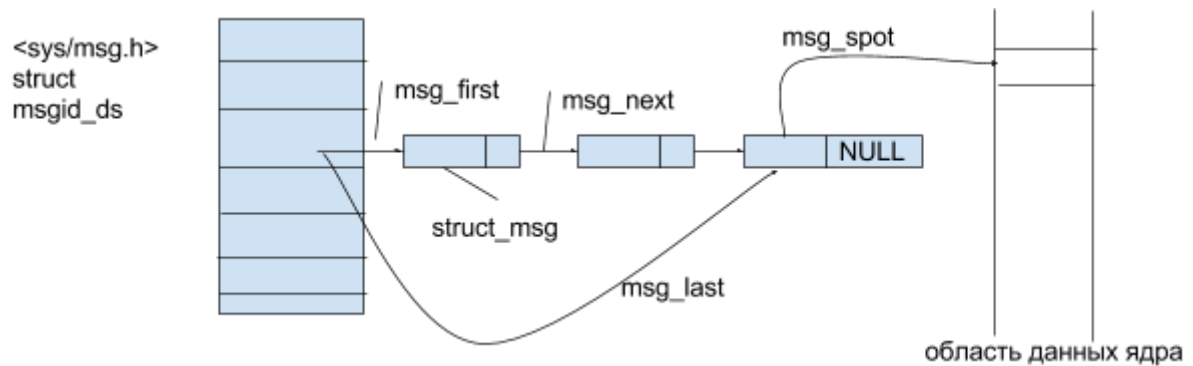 <sys/msg.h>
struct
msgid_ds
msg_first
msg_next
msg_spot
NULL
struct_msg
msg_last
область данных ядра